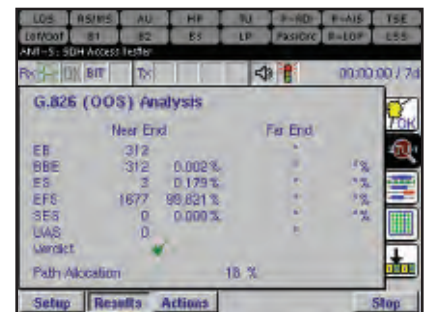 LOS RS/MS AU HP TU P-RDI P-AIS TSE
LOF/OOF B1 B2 B3 LP LSS
ANT-5: SDH Access Tester
Rx BIT Tx 00:00:00 / 7d
G.826 (OOS) Analysis
Near End Far End
EB 312 *
BBE 312 0.002 % * *%
ES 3 0.179 % * *%
EFS 1677 99.821 % * *%
SES 0 0.000 % * *%
UAS 0 *
Verdict
Path Allocation 18 %
Setup Results Actions Stop